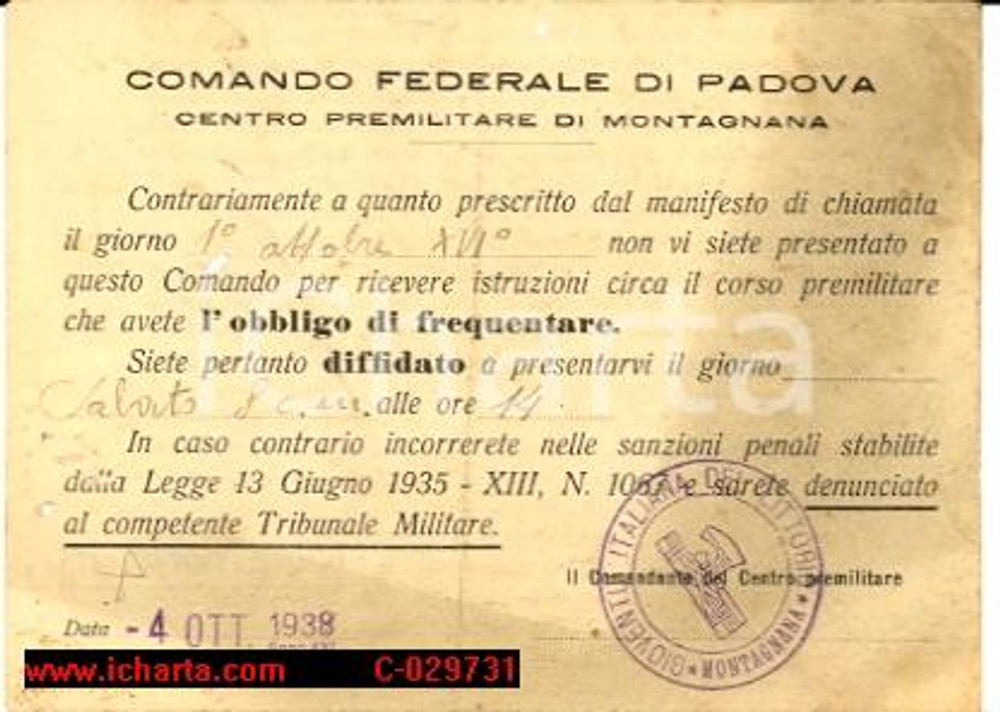 COMANDO FEDERALE DI PADOVA
CENTRO PREMILITARE DI MONTAGNANA
Contrariamente a quanto prescritto dal manifesto di chiamata
il giorno 1° ottobre XVI° non vi siete presentato a
questo Comando per ricevere istruzioni circa il corso premilitare
che avete l'obbligo di frequentare.
Siete pertanto diffidato a presentarvi il giorno
Sabato 8 c.m. alle ore 14
In caso contrario incorrerete nelle sanzioni penali stabilite
dalla Legge 13 Giugno 1935 - XIII, N. 1067 e sarete denunciato
al competente Tribunale Militare.
Il Comandante del Centro premilitare
Data - 4 OTT. 1938
GIOVENTÙ ITALIANA DEL LITTORIO
MONTAGNANA
icharta
www.icharta.com C-029731